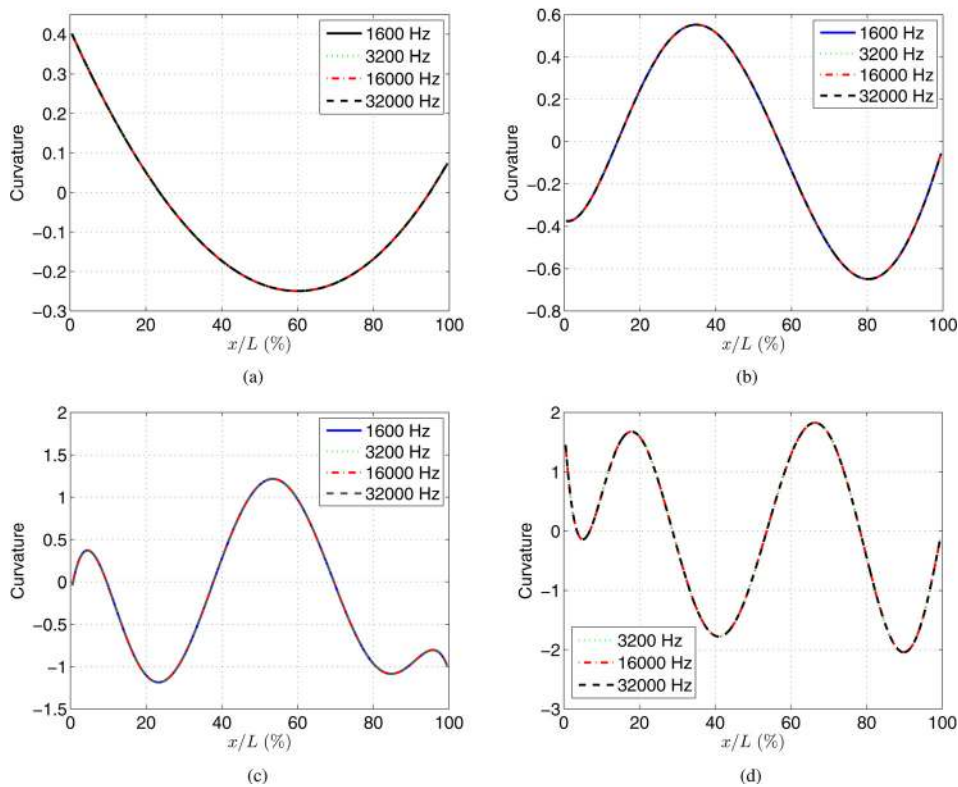 0.4
0.3
0.2
0.1
0
−0.1
−0.2
−0.3
Curvature
0
20
40
60
80
100
x/L (%)
1600 Hz
3200 Hz
16000 Hz
32000 Hz
(a)
0.6
0.4
0.2
0
−0.2
−0.4
−0.6
−0.8
Curvature
0
20
40
60
80
100
x/L (%)
1600 Hz
3200 Hz
16000 Hz
32000 Hz
(b)
2
1.5
1
0.5
0
−0.5
−1
−1.5
Curvature
0
20
40
60
80
100
x/L (%)
1600 Hz
3200 Hz
16000 Hz
32000 Hz
(c)
2
1
0
−1
−2
−3
Curvature
0
20
40
60
80
100
x/L (%)
3200 Hz
16000 Hz
32000 Hz
(d)